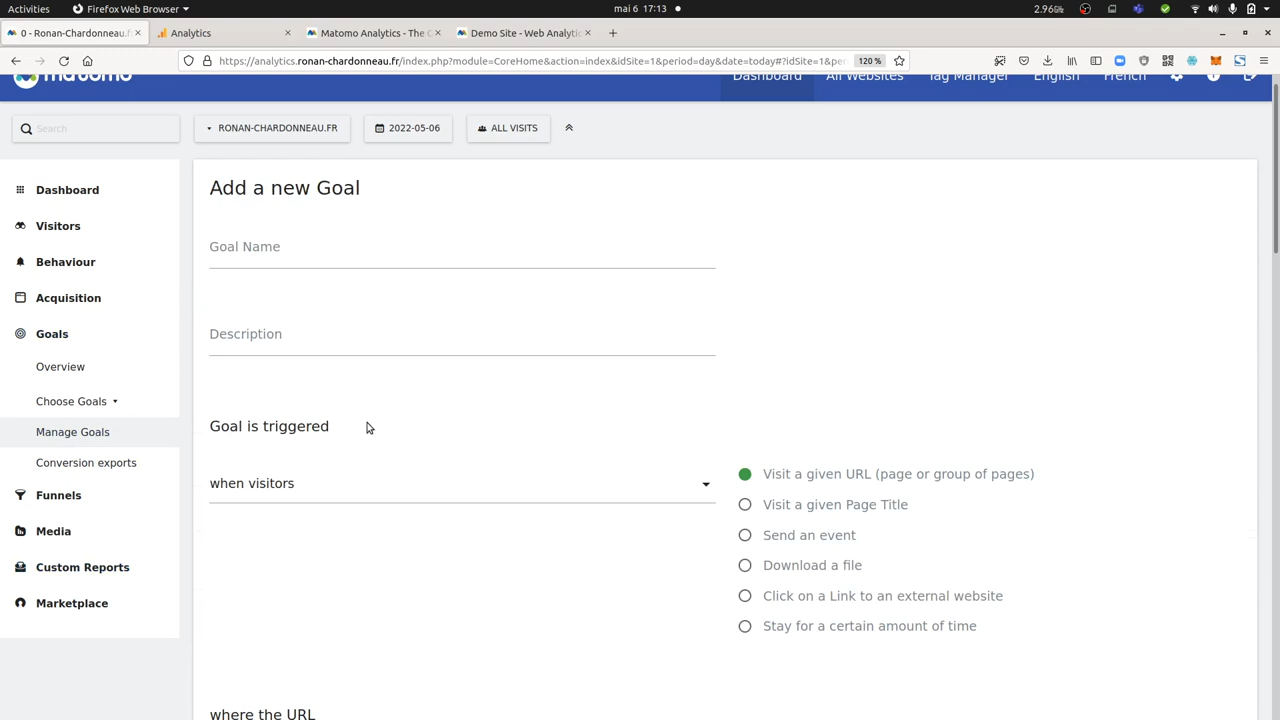 Activities
Firefox Web Browser
mai 6 17:13
2.96GiB
0 - Ronan-Chardonneau.f
Analytics
Matomo Analytics - The C
Demo Site - Web Analytic
https://analytics.ronan-chardonneau.fr/index.php?module=CoreHome&action=index&idSite=1&period=day&date=today#?idSite=1&pe
120 %
matomo
Dashboard
All Websites
Tag Manager
English
French
Search
RONAN-CHARDONNEAU.FR
2022-05-06
ALL VISITS
Dashboard
Visitors
Behaviour
Acquisition
Goals
Overview
Choose Goals
Manage Goals
Conversion exports
Funnels
Media
Custom Reports
Marketplace
Add a new Goal
Goal Name
Description
Goal is triggered
when visitors
Visit a given URL (page or group of pages)
Visit a given Page Title
Send an event
Download a file
Click on a Link to an external website
Stay for a certain amount of time
where the URL